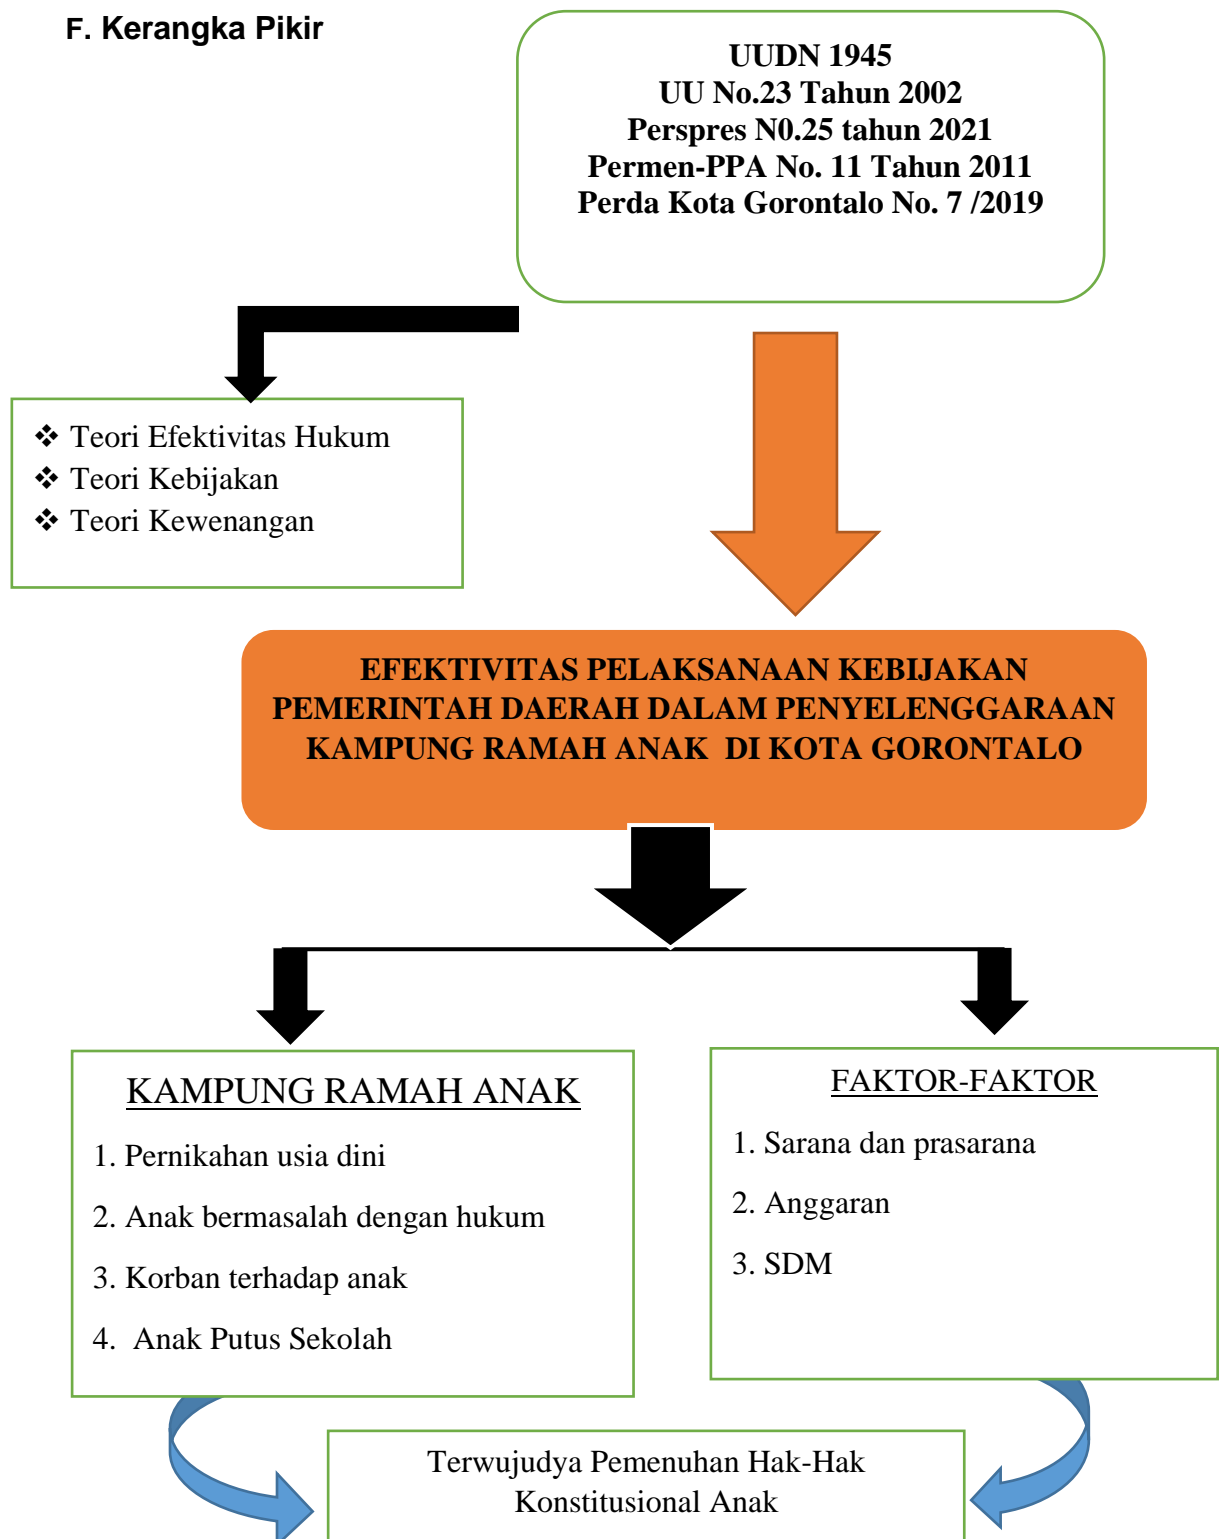 F. Kerangka Pikir
UUDN 1945
UU No.23 Tahun 2002
Perspres N0.25 tahun 2021
Permen-PPA No. 11 Tahun 2011
Perda Kota Gorontalo No. 7 /2019
❖ Teori Efektivitas Hukum
❖ Teori Kebijakan
❖ Teori Kewenangan
EFEKTIVITAS PELAKSANAAN KEBIJAKAN
PEMERINTAH DAERAH DALAM PENYELENGGARAAN
KAMPUNG RAMAH ANAK DI KOTA GORONTALO
KAMPUNG RAMAH ANAK
1. Pernikahan usia dini
2. Anak bermasalah dengan hukum
3. Korban terhadap anak
4. Anak Putus Sekolah
FAKTOR-FAKTOR
1. Sarana dan prasarana
2. Anggaran
3. SDM
Terwujudya Pemenuhan Hak-Hak
Konstitusional Anak